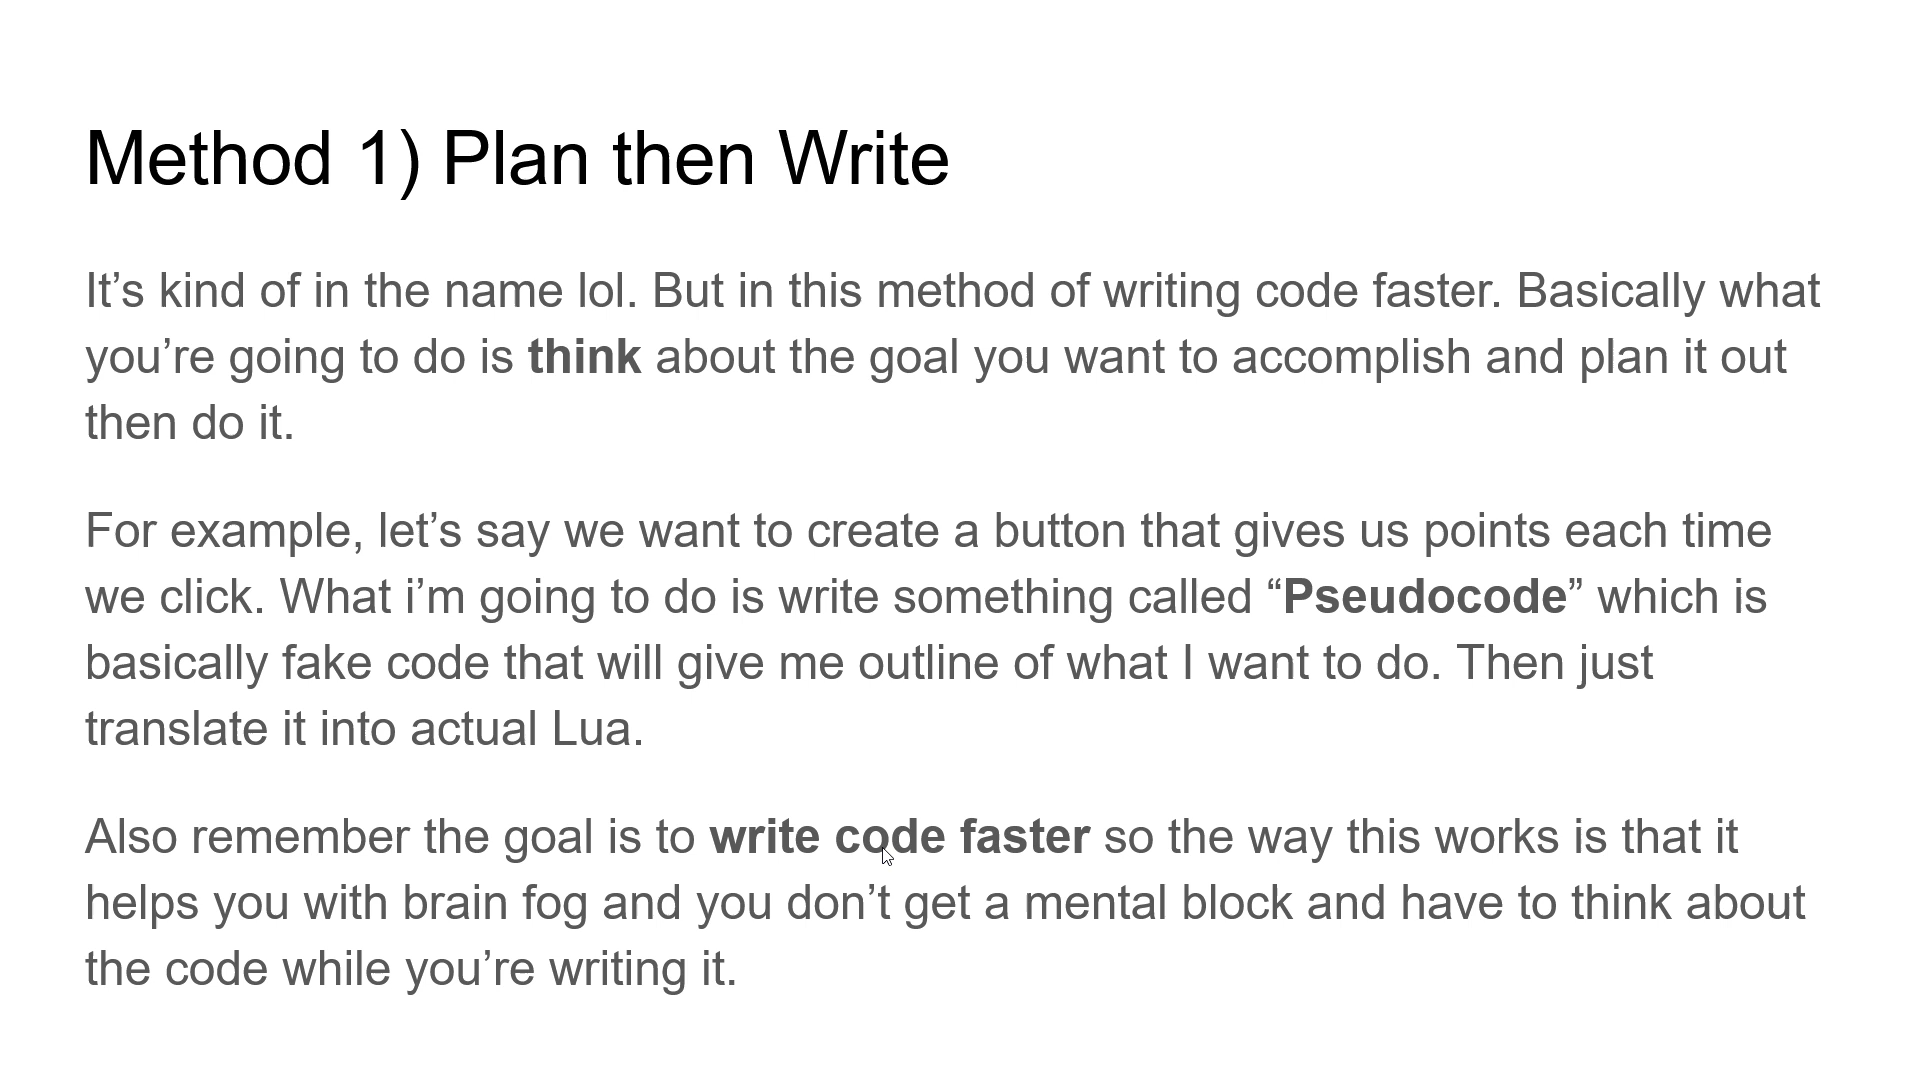 Method 1) Plan then Write
It’s kind of in the name lol. But in this method of writing code faster. Basically what
you’re going to do is think about the goal you want to accomplish and plan it out
then do it.
For example, let’s say we want to create a button that gives us points each time
we click. What i’m going to do is write something called “Pseudocode” which is
basically fake code that will give me outline of what I want to do. Then just
translate it into actual Lua.
Also remember the goal is to write code faster so the way this works is that it
helps you with brain fog and you don’t get a mental block and have to think about
the code while you’re writing it.